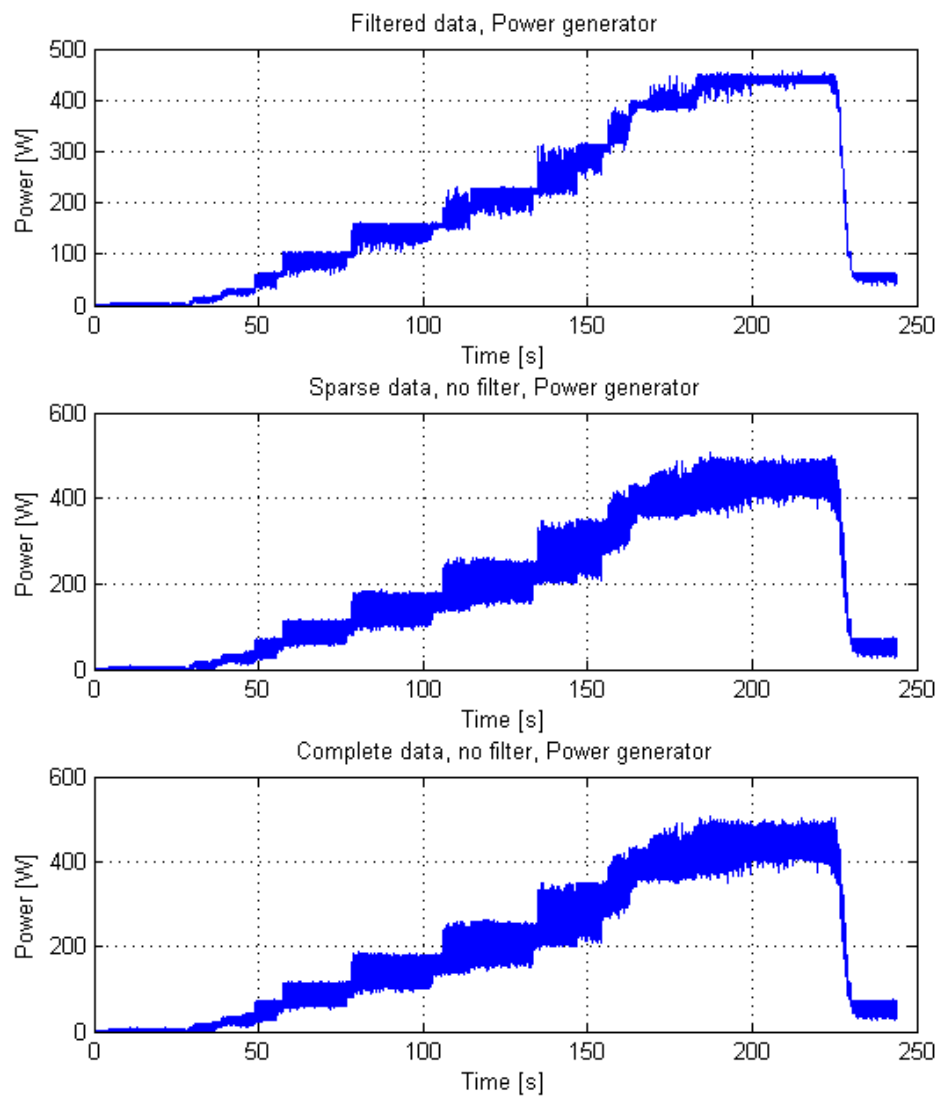 Filtered data, Power generator
500
400
300
200
100
0
Power [W]
0 50 100 150 200 250
Time [s]
Sparse data, no filter, Power generator
600
400
200
0
Power [W]
0 50 100 150 200 250
Time [s]
Complete data, no filter, Power generator
600
400
200
0
Power [W]
0 50 100 150 200 250
Time [s]